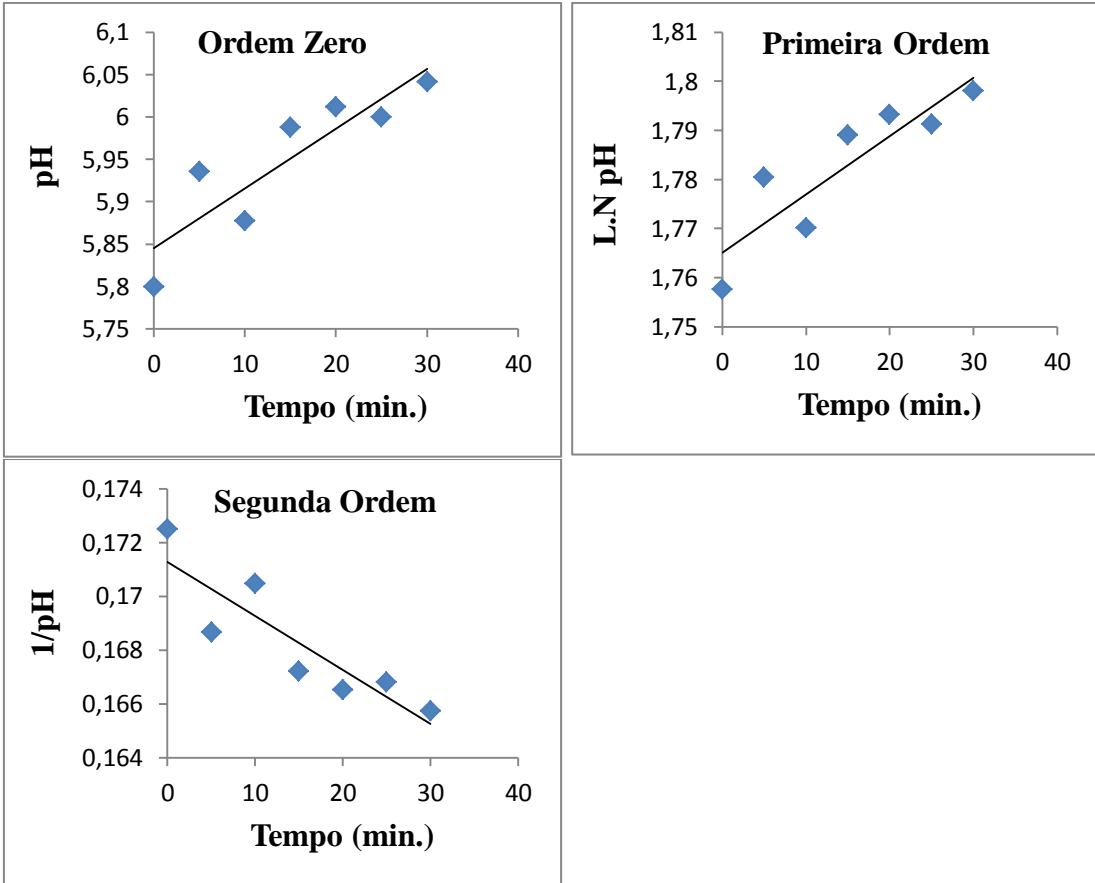 Ordem Zero
pH
6,1
6,05
6
5,95
5,9
5,85
5,8
5,75
0 10 20 30 40
Tempo (min.)
Primeira Ordem
L.N pH
1,81
1,8
1,79
1,78
1,77
1,76
1,75
0 10 20 30 40
Tempo (min.)
Segunda Ordem
1/pH
0,174
0,172
0,17
0,168
0,166
0,164
0 10 20 30 40
Tempo (min.)